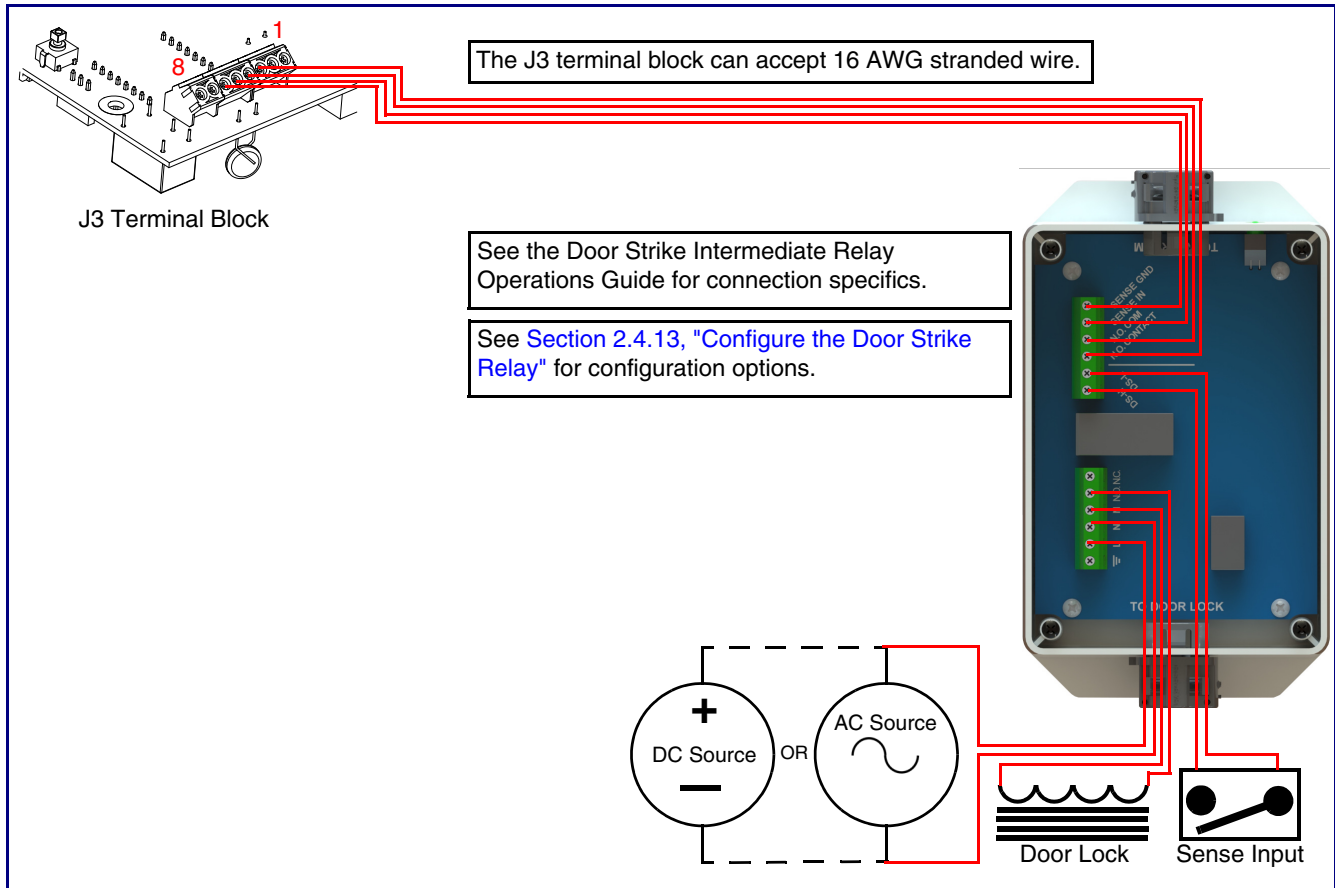 1
8
The J3 terminal block can accept 16 AWG stranded wire.
J3 Terminal Block
See the Door Strike Intermediate Relay
Operations Guide for connection specifics.
See Section 2.4.13, "Configure the Door Strike
Relay" for configuration options.
SENSE GND
SENSE IN
N.O. COM
N.O. CONTACT
DS-
DS-
N.C.
N.O.
N
N
L
TO DOOR LOCK
+
AC Source
DC Source
OR
Door Lock
Sense Input